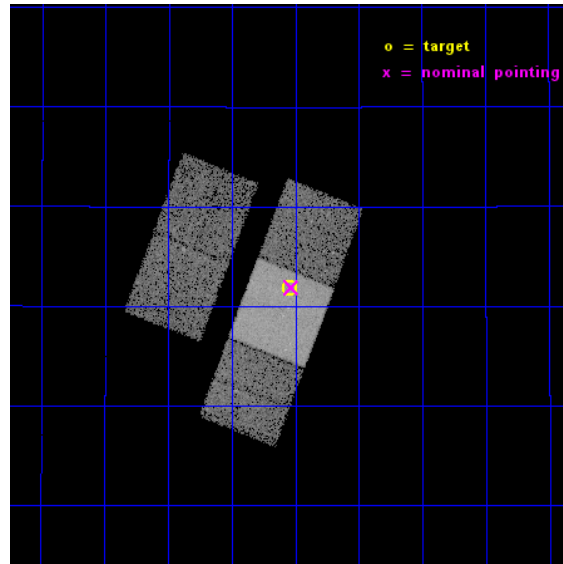 o = target
x = nominal pointing